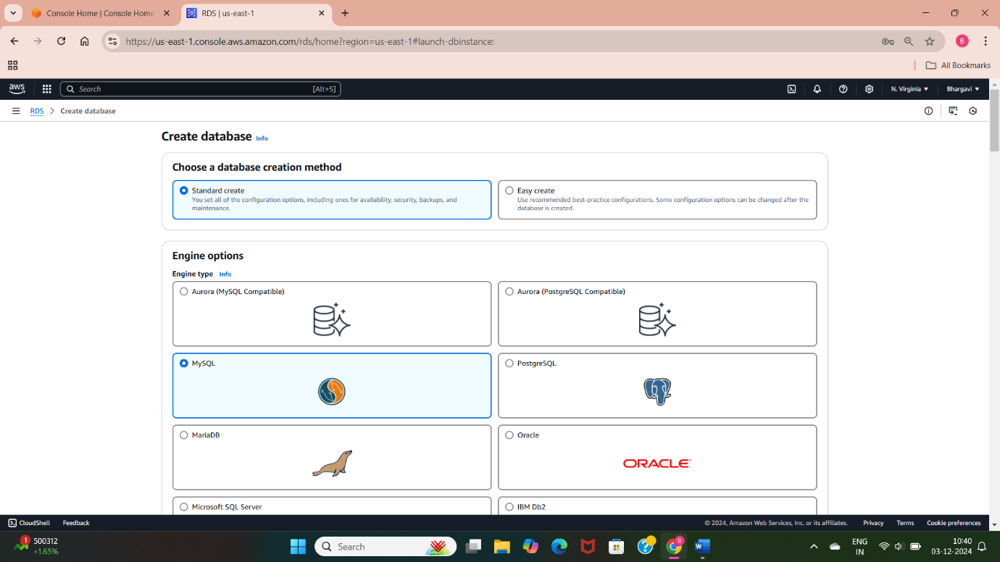 Console Home | Console Home
RDS | us-east-1
https://us-east-1.console.aws.amazon.com/rds/home?region=us-east-1#launch-dbinstance:
B
All Bookmarks
aws
Search
[Alt+S]
N. Virginia
Bhargavi
RDS
Create database
Create database Info
Choose a database creation method
Standard create
You set all of the configuration options, including ones for availability, security, backups, and
maintenance.
Easy create
Use recommended best-practice configurations. Some configuration options can be changed after the
database is created.
Engine options
Engine type Info
Aurora (MySQL Compatible)
Aurora (PostgreSQL Compatible)
MySQL
PostgreSQL
MariaDB
Oracle
ORACLE
Microsoft SQL Server
IBM Db2
CloudShell
Feedback
© 2024, Amazon Web Services, Inc. or its affiliates.
Privacy
Terms
Cookie preferences
1
500312
+1.65%
Search
B
W
ENG
IN
10:40
03-12-2024